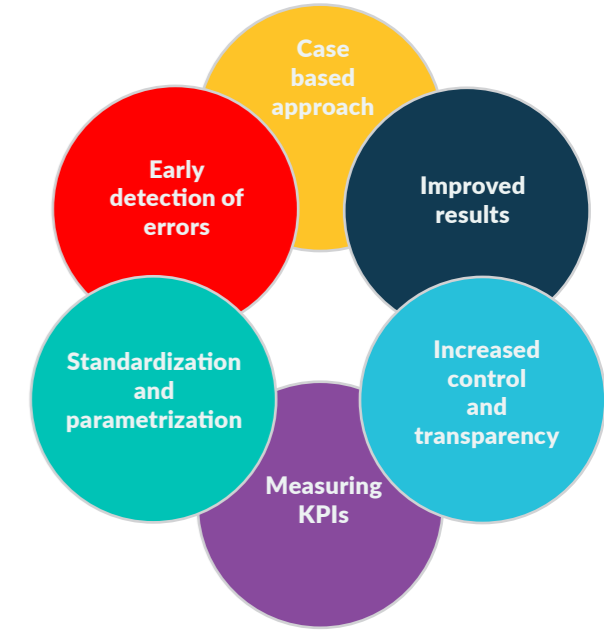 Case
based
approach
Early
detection of
errors
Improved
results
Standardization
and
parametrization
Increased
control
and
transparency
Measuring
KPIs